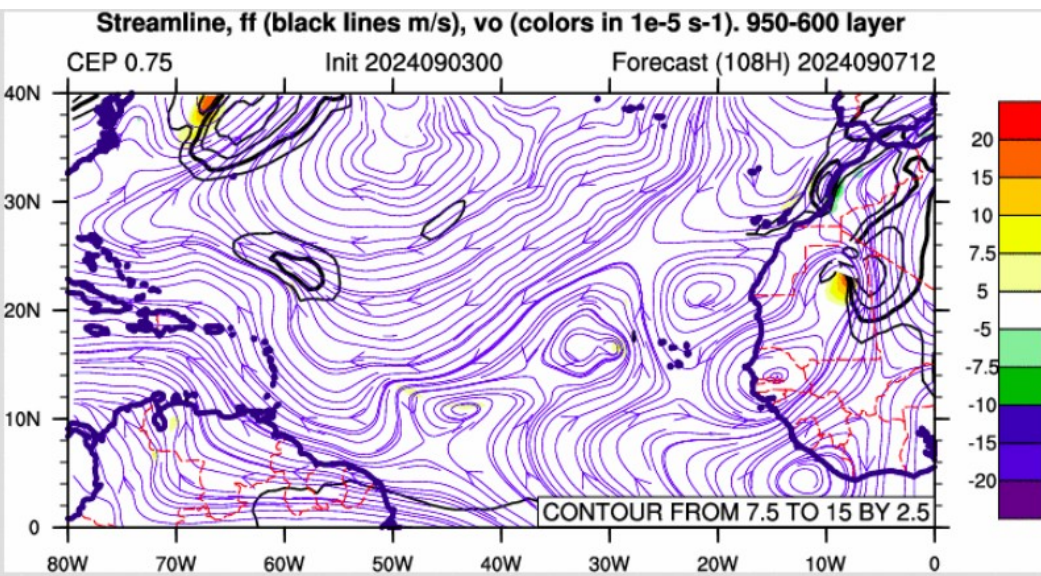 Streamline, ff (black lines m/s), vo (colors in 1e-5 s-1). 950-600 layer
CEP 0.75 Init 2024090300 Forecast (108H) 2024090712
40N
30N
20N
10N
0
80W 70W 60W 50W 40W 30W 20W 10W 0
CONTOUR FROM 7.5 TO 15 BY 2.5
20
15
10
7.5
5
-5
-7.5
-10
-15
-20